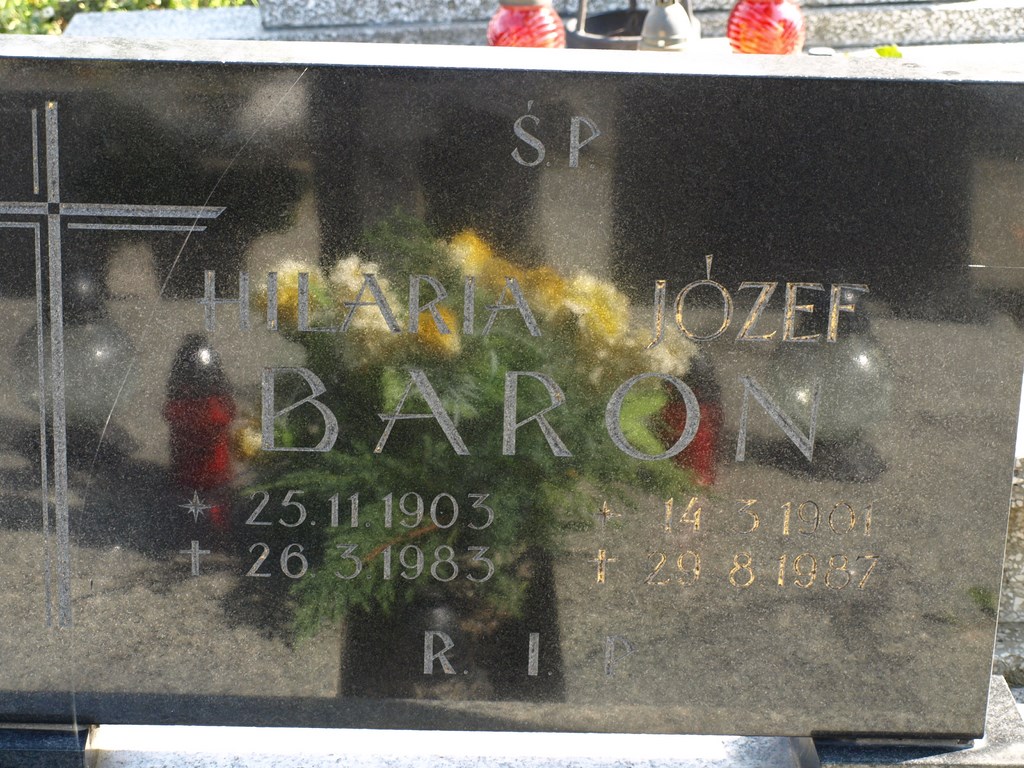 Ś.P
HILARIA JÓZEF
BARON
* 25.11.1903 * 14 3 1901
† 26 3 1983 † 29 8 1987
R. I. P